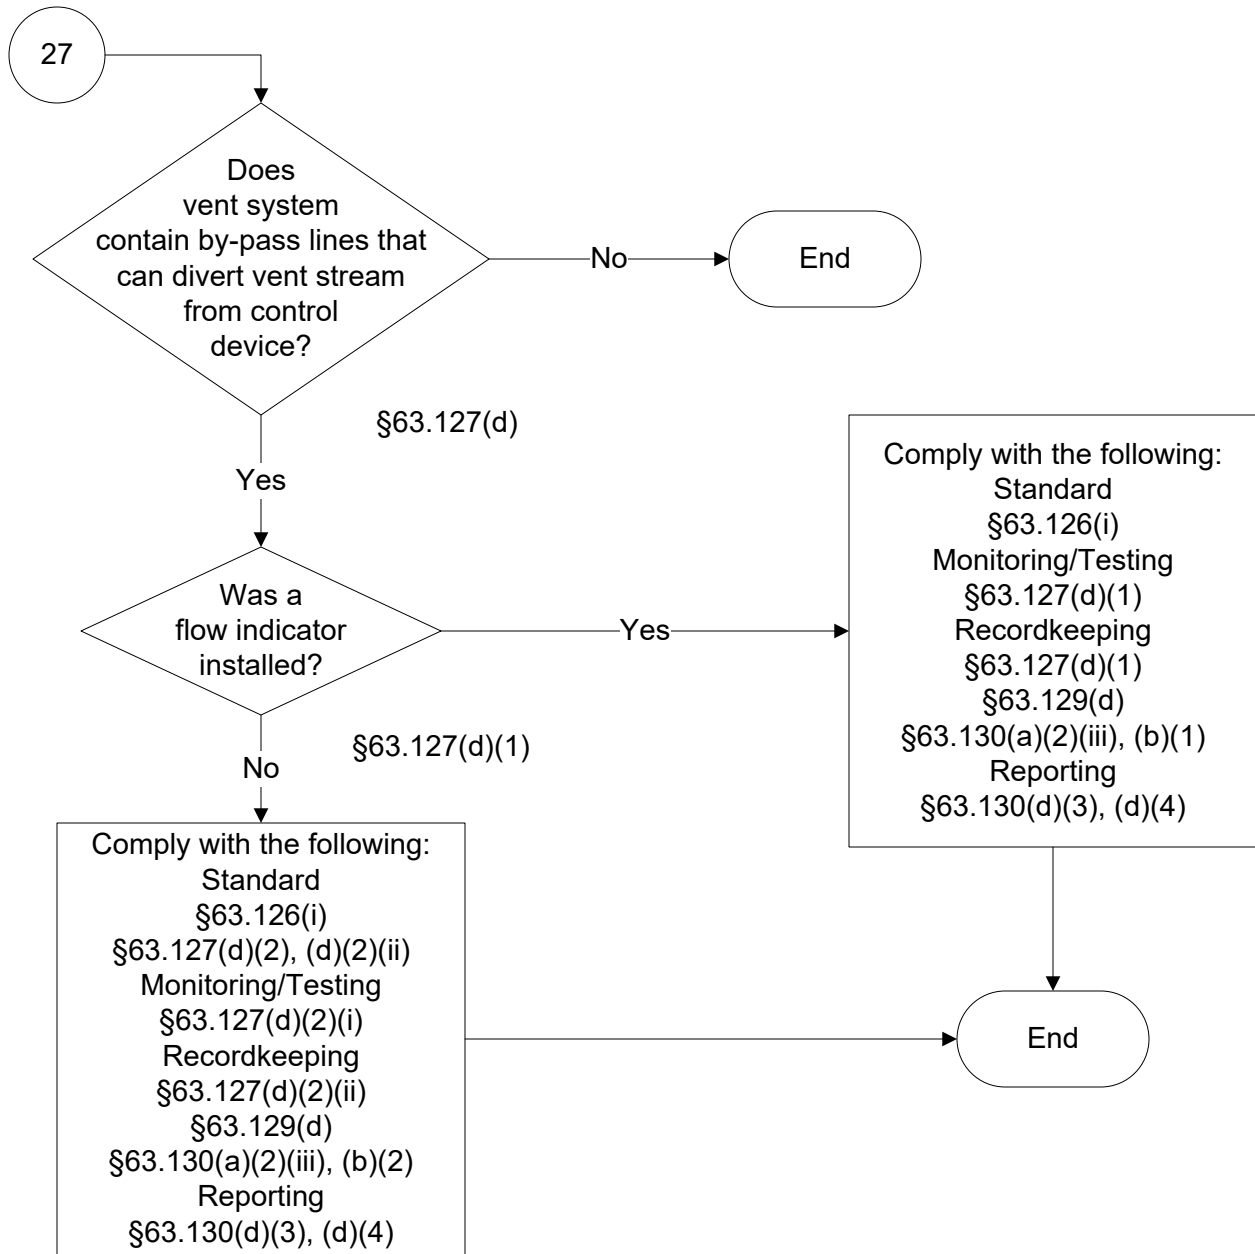 27
Does
vent system
contain by-pass lines that
can divert vent stream
from control
device?
No
End
§63.127(d)
Yes
Was a
flow indicator
installed?
Yes
Comply with the following:
Standard
§63.126(i)
Monitoring/Testing
§63.127(d)(1)
Recordkeeping
§63.127(d)(1)
§63.129(d)
§63.130(a)(2)(iii), (b)(1)
Reporting
§63.130(d)(3), (d)(4)
§63.127(d)(1)
No
Comply with the following:
Standard
§63.126(i)
§63.127(d)(2), (d)(2)(ii)
Monitoring/Testing
§63.127(d)(2)(i)
Recordkeeping
§63.127(d)(2)(ii)
§63.129(d)
§63.130(a)(2)(iii), (b)(2)
Reporting
§63.130(d)(3), (d)(4)
End